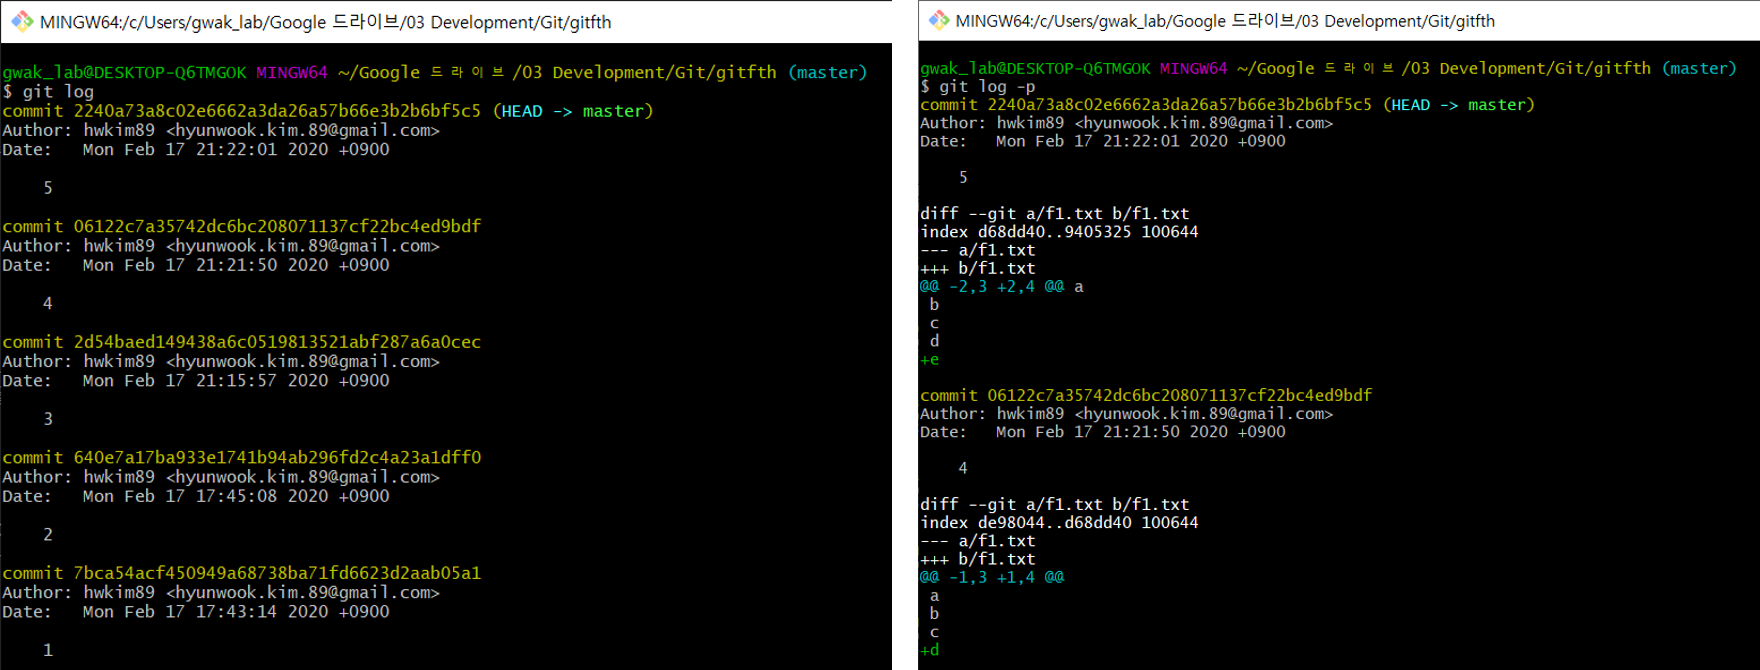 MINGW64:/c/Users/gwak_lab/Google 드라이브/03 Development/Git/gitfth
gwak_lab@DESKTOP-Q6TMGOK MINGW64 ~/Google 드 라 이 브 /03 Development/Git/gitfth (master)
$ git log
commit 2240a73a8c02e6662a3da26a57b66e3b2b6bf5c5 (HEAD -> master)
Author: hwkim89 <hyunwook.kim.89@gmail.com>
Date:   Mon Feb 17 21:22:01 2020 +0900
5
commit 06122c7a35742dc6bc208071137cf22bc4ed9bdf
Author: hwkim89 <hyunwook.kim.89@gmail.com>
Date:   Mon Feb 17 21:21:50 2020 +0900
4
commit 2d54baed149438a6c0519813521abf287a6a0cec
Author: hwkim89 <hyunwook.kim.89@gmail.com>
Date:   Mon Feb 17 21:15:57 2020 +0900
3
commit 640e7a17ba933e1741b94ab296fd2c4a23a1dff0
Author: hwkim89 <hyunwook.kim.89@gmail.com>
Date:   Mon Feb 17 17:45:08 2020 +0900
2
commit 7bca54acf450949a68738ba71fd6623d2aab05a1
Author: hwkim89 <hyunwook.kim.89@gmail.com>
Date:   Mon Feb 17 17:43:14 2020 +0900
1
MINGW64:/c/Users/gwak_lab/Google 드라이브/03 Development/Git/gitfth
gwak_lab@DESKTOP-Q6TMGOK MINGW64 ~/Google 드 라 이 브 /03 Development/Git/gitfth (master)
$ git log -p
commit 2240a73a8c02e6662a3da26a57b66e3b2b6bf5c5 (HEAD -> master)
Author: hwkim89 <hyunwook.kim.89@gmail.com>
Date:   Mon Feb 17 21:22:01 2020 +0900
5
diff --git a/f1.txt b/f1.txt
index d68dd40..9405325 100644
--- a/f1.txt
+++ b/f1.txt
@@ -2,3 +2,4 @@ a
b
c
d
+e
commit 06122c7a35742dc6bc208071137cf22bc4ed9bdf
Author: hwkim89 <hyunwook.kim.89@gmail.com>
Date:   Mon Feb 17 21:21:50 2020 +0900
4
diff --git a/f1.txt b/f1.txt
index de98044..d68dd40 100644
--- a/f1.txt
+++ b/f1.txt
@@ -1,3 +1,4 @@
a
b
c
+d